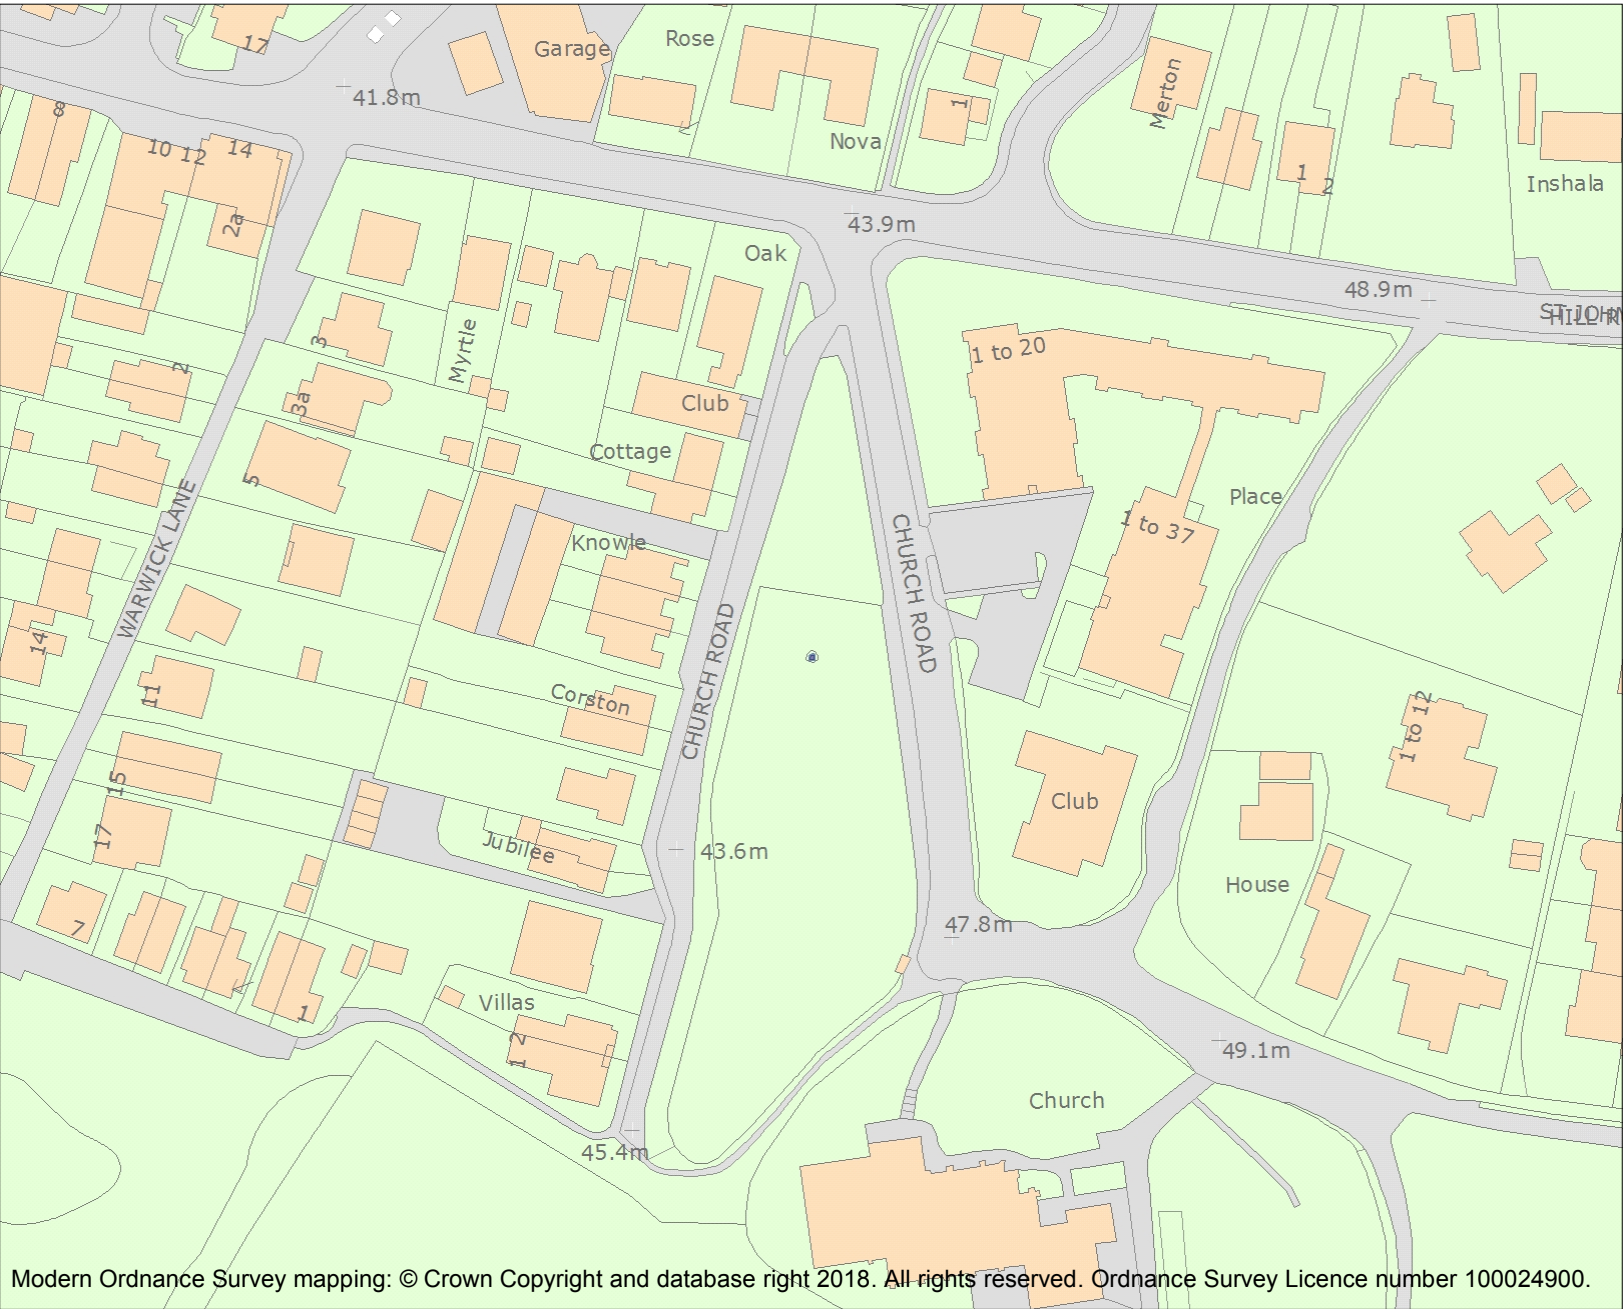 17
Garage
Rose
41.8m
8
10 12 14
2a
Nova
1
Merton
1
2
Inshala
43.9m
Oak
48.9m
3
2
Myrtle
3a
Club
1 to 20
5
Cottage
Place
1 to 37
Knowle
WARWICK LANE
CHURCH ROAD
CHURCH ROAD
14
11
Corston
1 to 12
15
17
Jubilee
Club
43.6m
House
7
1
Villas
1 2
47.8m
49.1m
Church
45.4m
Modern Ordnance Survey mapping: © Crown Copyright and database right 2018. All rights reserved. Ordnance Survey Licence number 100024900.